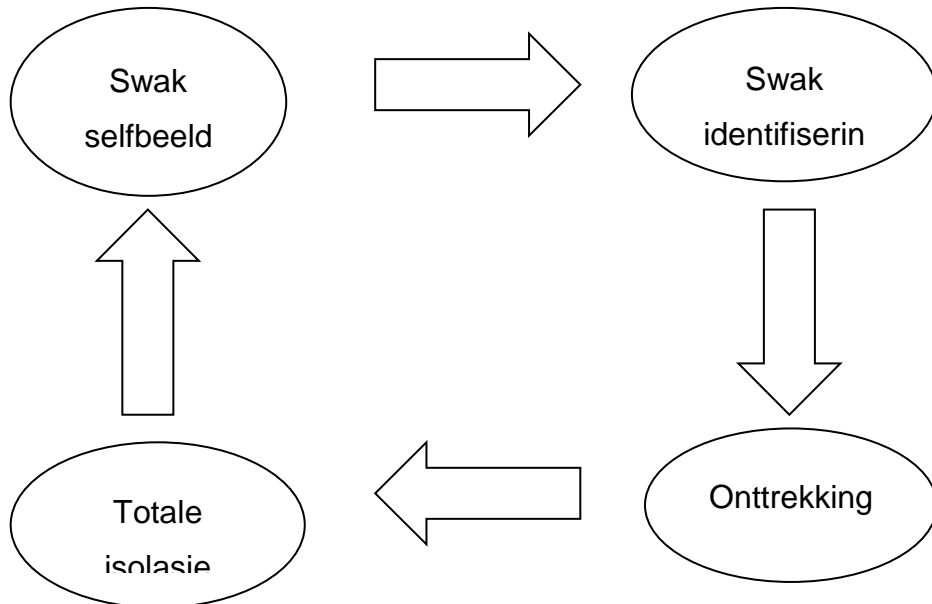 Swak
selfbeeld
Swak
identifiserin
Onttrekking
Totale
isolasie